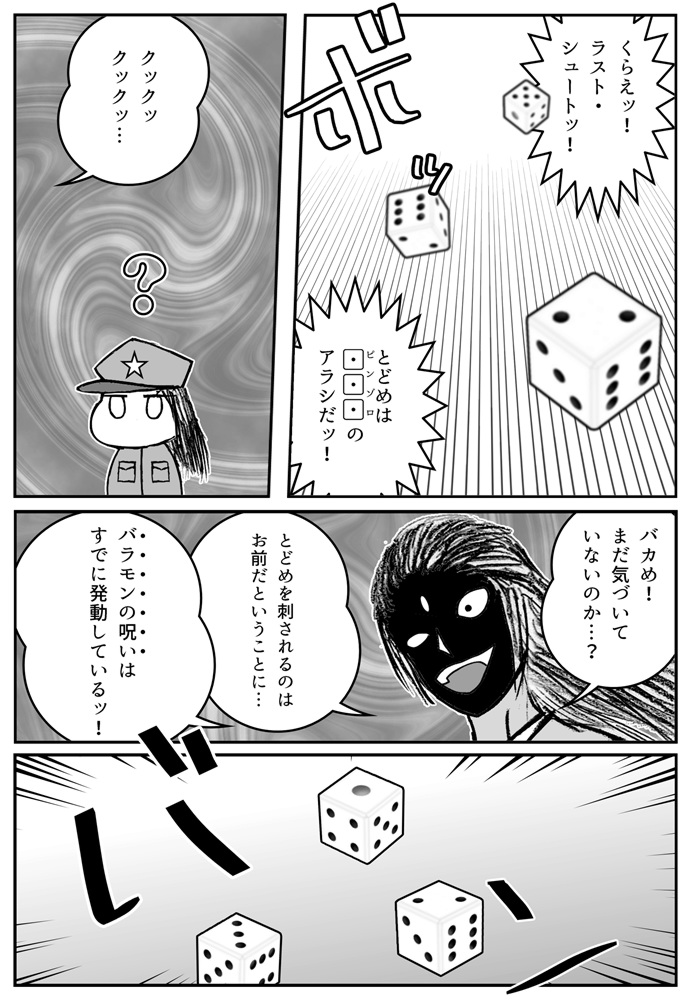 くらえッ！
ラスト・
シュートッ！
ボ
ル
とどめは
⚀⚀⚀の
ピンゾロ
アラシだッ！
クックッ
クックッ…
？
バカめ！
まだ気づいて
いないのか…？
とどめを刺されるのは
お前だということに…
バラモンの呪いは
すでに発動しているッ！
バ
ン